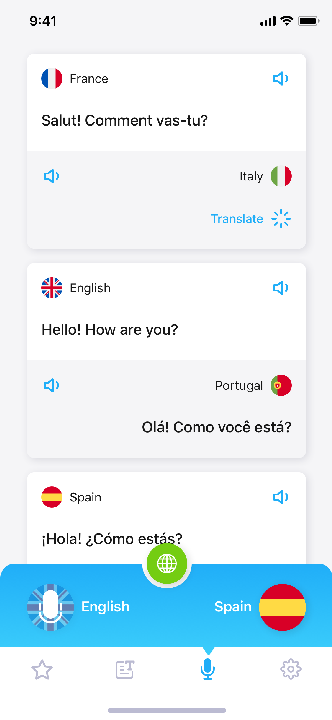 9:41
France
Salut! Comment vas-tu?
Italy
Translate
English
Hello! How are you?
Portugal
Olá! Como você está?
Spain
¡Hola! ¿Cómo estás?
English
Spain
T